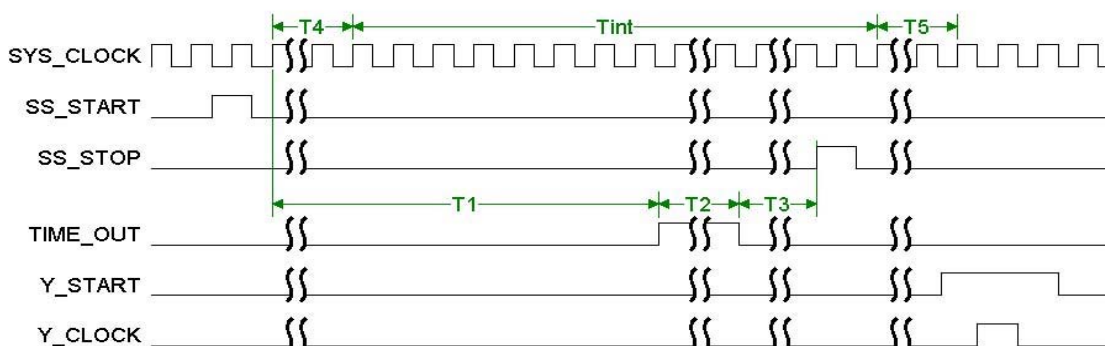 T4 Tint T5
SYS_CLOCK
SS_START
SS_STOP
T1 T2 T3
TIME_OUT
Y_START
Y_CLOCK